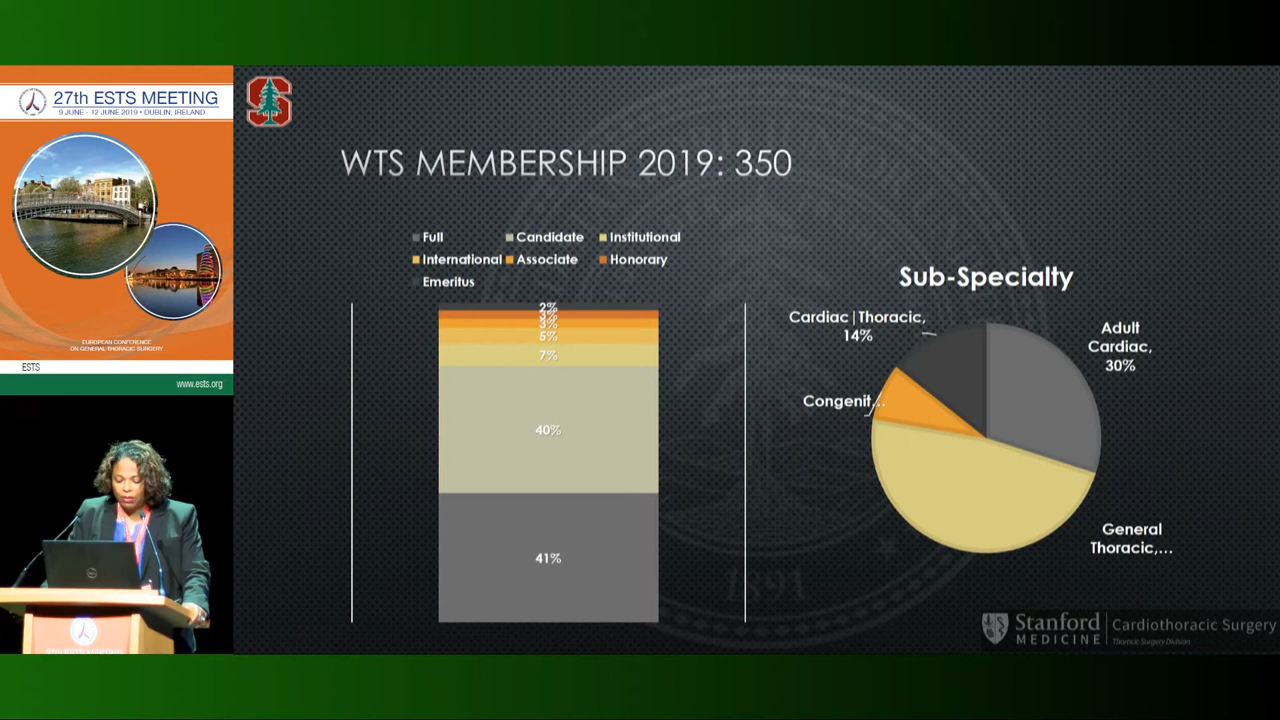 27th ESTS MEETING
9 JUNE - 12 JUNE 2019 • DUBLIN, IRELAND
EUROPEAN CONFERENCE
ON GENERAL THORACIC SURGERY
ESTS
www.ests.org
WTS MEMBERSHIP 2019: 350
Full Candidate Institutional
International Associate Honorary
Emeritus
2%
3%
5%
7%
40%
41%
Sub-Specialty
Cardiac|Thoracic,
14%
Adult
Cardiac,
30%
Congenit...
General
Thoracic,...
1891
Stanford
MEDICINE
Cardiothoracic Surgery
Thoracic Surgery Division